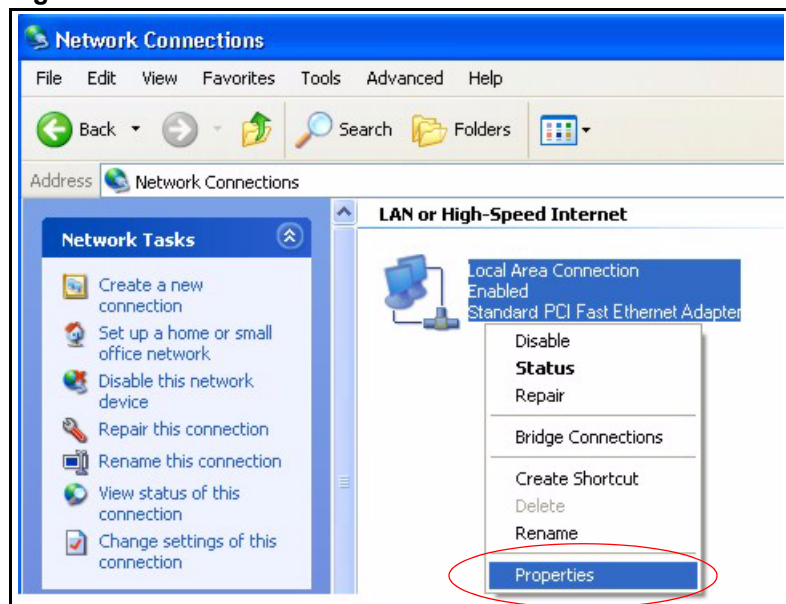 Network Connections
File Edit View Favorites Tools Advanced Help
Back Search Folders
Address Network Connections
Network Tasks
Create a new
connection
Set up a home or small
office network
Disable this network
device
Repair this connection
Rename this connection
View status of this
connection
Change settings of this
connection
LAN or High-Speed Internet
Local Area Connection
Enabled
Standard PCI Fast Ethernet Adapter
Disable
Status
Repair
Bridge Connections
Create Shortcut
Delete
Rename
Properties